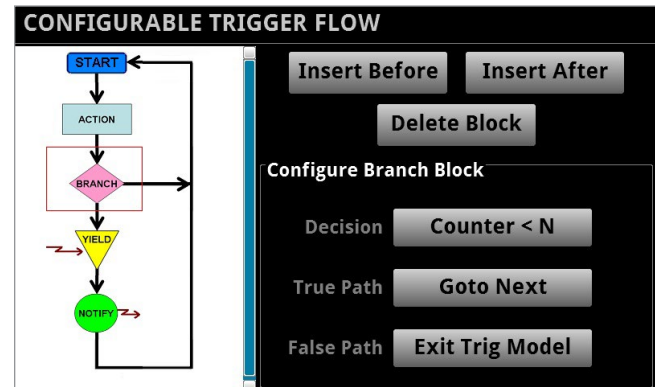 CONFIGURABLE TRIGGER FLOW
START
ACTION
BRANCH
YIELD
NOTIFY
Insert Before
Insert After
Delete Block
Configure Branch Block
Decision Counter < N
True Path Goto Next
False Path Exit Trig Model